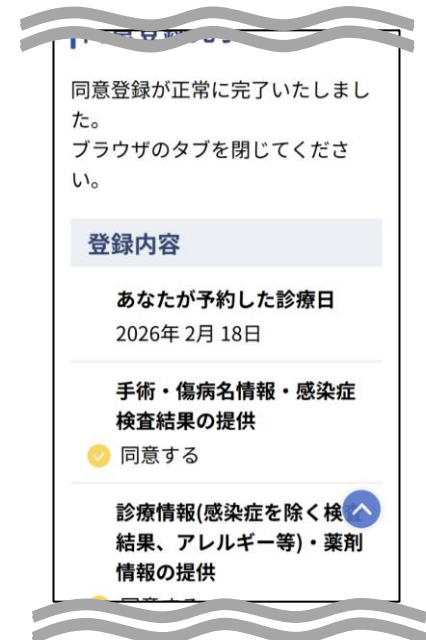 同意登録が正常に完了いたしまし
た。
ブラウザのタブを閉じてくださ
い。
登録内容
あなたが予約した診療日
2026年 2月 18日
手術・傷病名情報・感染症
検査結果の提供
同意する
診療情報(感染症を除く検査
結果、アレルギー等)・薬剤
情報の提供